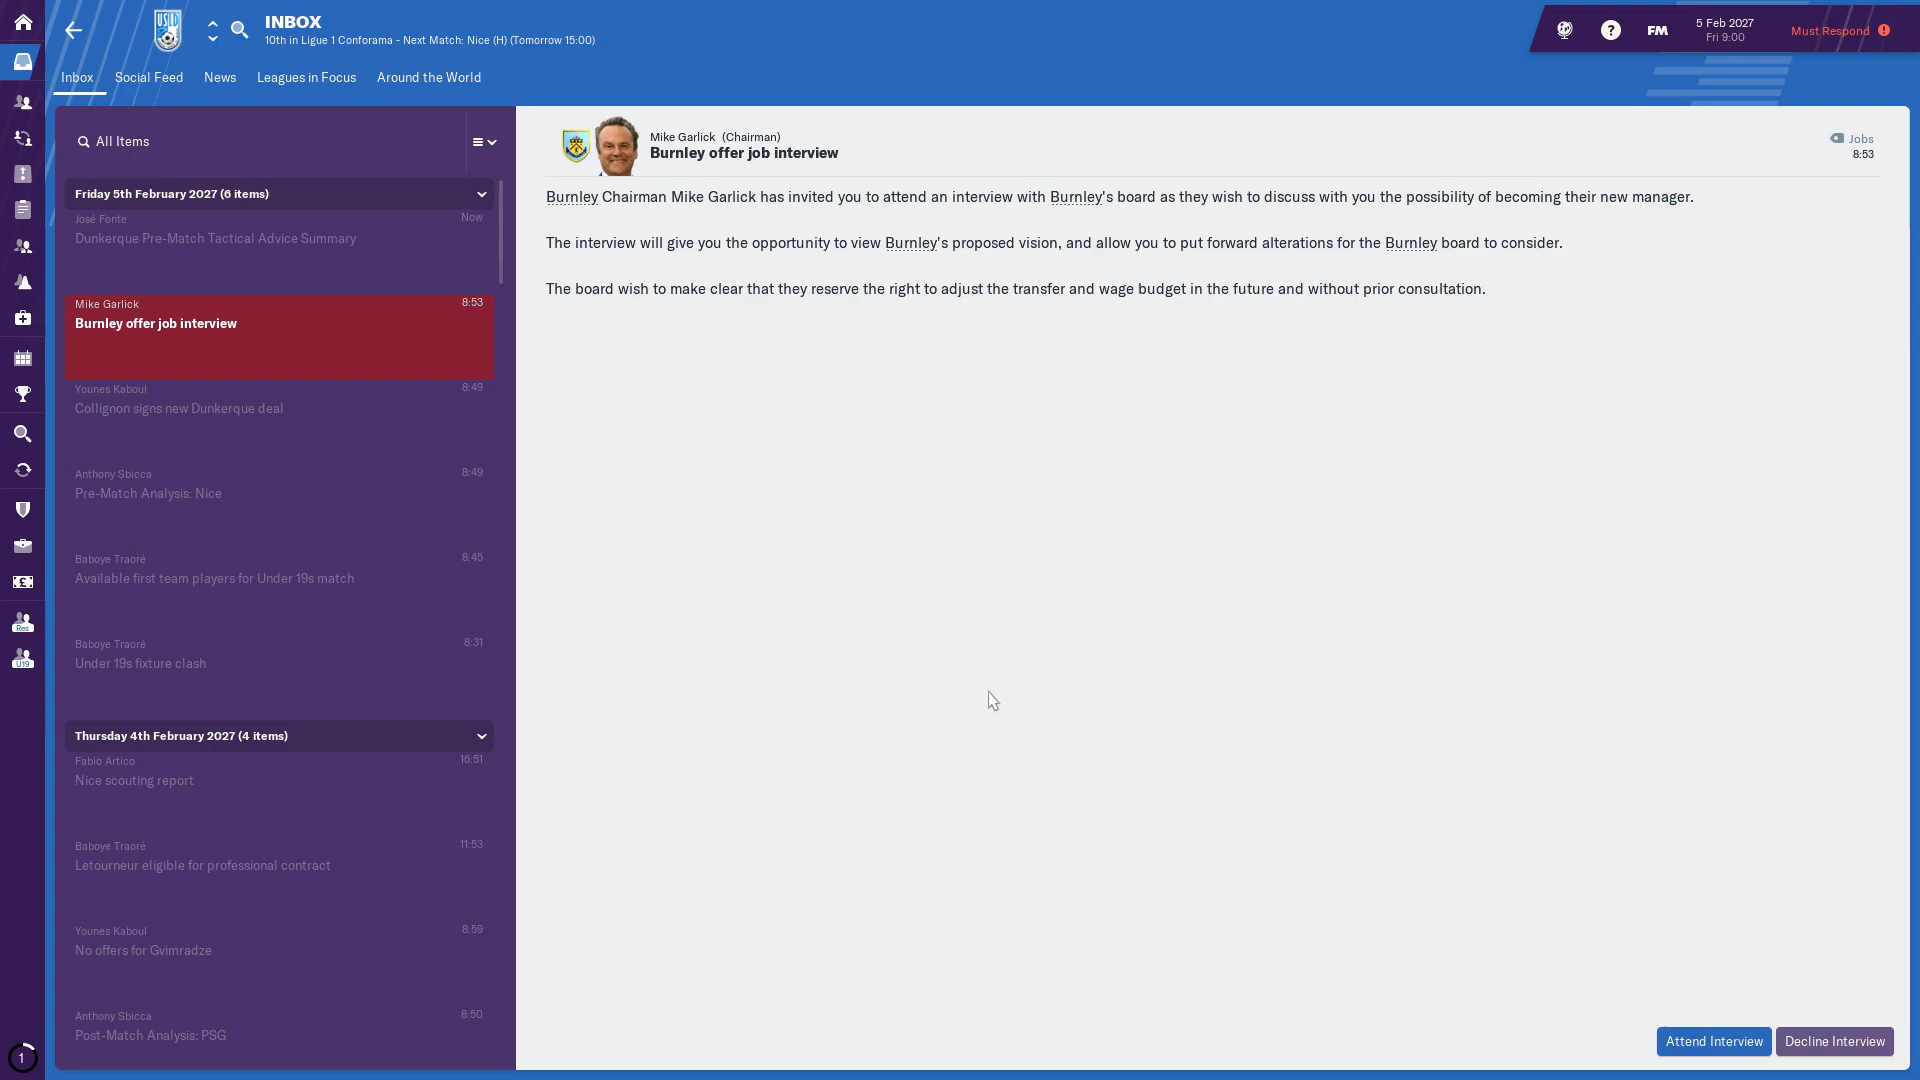 INBOX
10th in Ligue 1 Conforama - Next Match: Nice (H) (Tomorrow 15:00)
FM
5 Feb 2027
Fri 9:00
Must Respond
Inbox
Social Feed
News
Leagues in Focus
Around the World
All Items
Friday 5th February 2027 (6 items)
José Fonte
Now
Dunkerque Pre-Match Tactical Advice Summary
Mike Garlick
8:53
Burnley offer job interview
Younes Kaboul
8:49
Collignon signs new Dunkerque deal
Anthony Sbicca
8:49
Pre-Match Analysis: Nice
Baboye Traoré
8:45
Available first team players for Under 19s match
Baboye Traoré
8:31
Under 19s fixture clash
Thursday 4th February 2027 (4 items)
Fabio Artico
16:51
Nice scouting report
Baboye Traoré
11:53
Letourneur eligible for professional contract
Younes Kaboul
8:59
No offers for Gvimradze
Anthony Sbicca
8:50
Post-Match Analysis: PSG
Mike Garlick (Chairman)
Burnley offer job interview
Jobs
8:53
Burnley Chairman Mike Garlick has invited you to attend an interview with Burnley's board as they wish to discuss with you the possibility of becoming their new manager.
The interview will give you the opportunity to view Burnley's proposed vision, and allow you to put forward alterations for the Burnley board to consider.
The board wish to make clear that they reserve the right to adjust the transfer and wage budget in the future and without prior consultation.
Attend Interview
Decline Interview
Res
U19
1
USLD